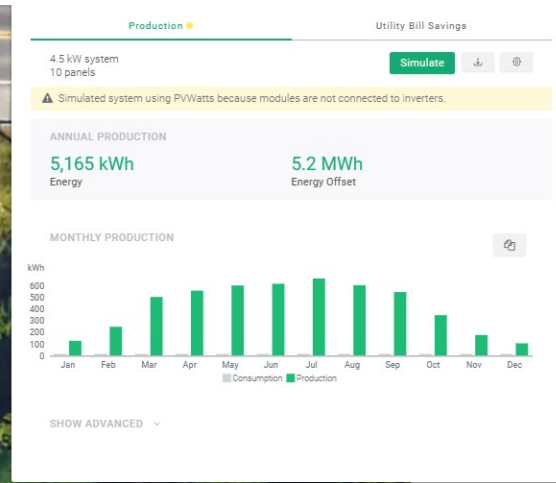 Production
Utility Bill Savings
4.5 kW system
10 panels
Simulate
Simulated system using PVWatts because modules are not connected to inverters.
ANNUAL PRODUCTION
5,165 kWh
5.2 MWh
Energy
Energy Offset
MONTHLY PRODUCTION
kWh
600
500
400
300
200
100
0
Jan Feb Mar Apr May Jun Jul Aug Sep Oct Nov Dec
Consumption Production
SHOW ADVANCED